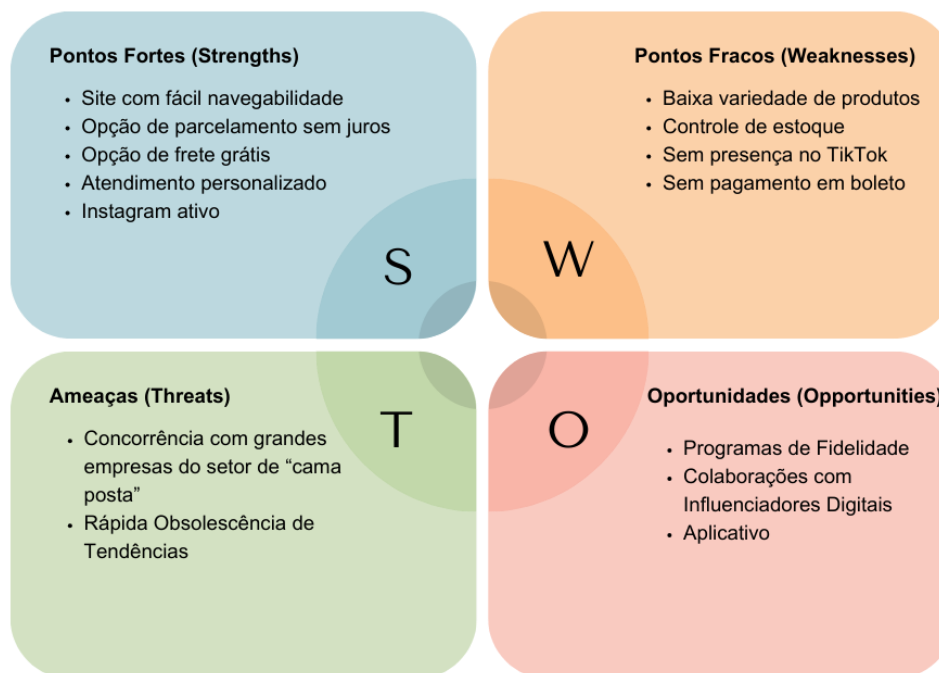 Pontos Fortes (Strengths)
• Site com fácil navegabilidade
• Opção de parcelamento sem juros
• Opção de frete grátis
• Atendimento personalizado
• Instagram ativo
S
Pontos Fracos (Weaknesses)
• Baixa variedade de produtos
• Controle de estoque
• Sem presença no TikTok
• Sem pagamento em boleto
W
Ameaças (Threats)
• Concorrência com grandes
empresas do setor de “cama
posta”
• Rápida Obsolescência de
Tendências
T
Oportunidades (Opportunities)
• Programas de Fidelidade
• Colaborações com
Influenciadores Digitais
• Aplicativo
O